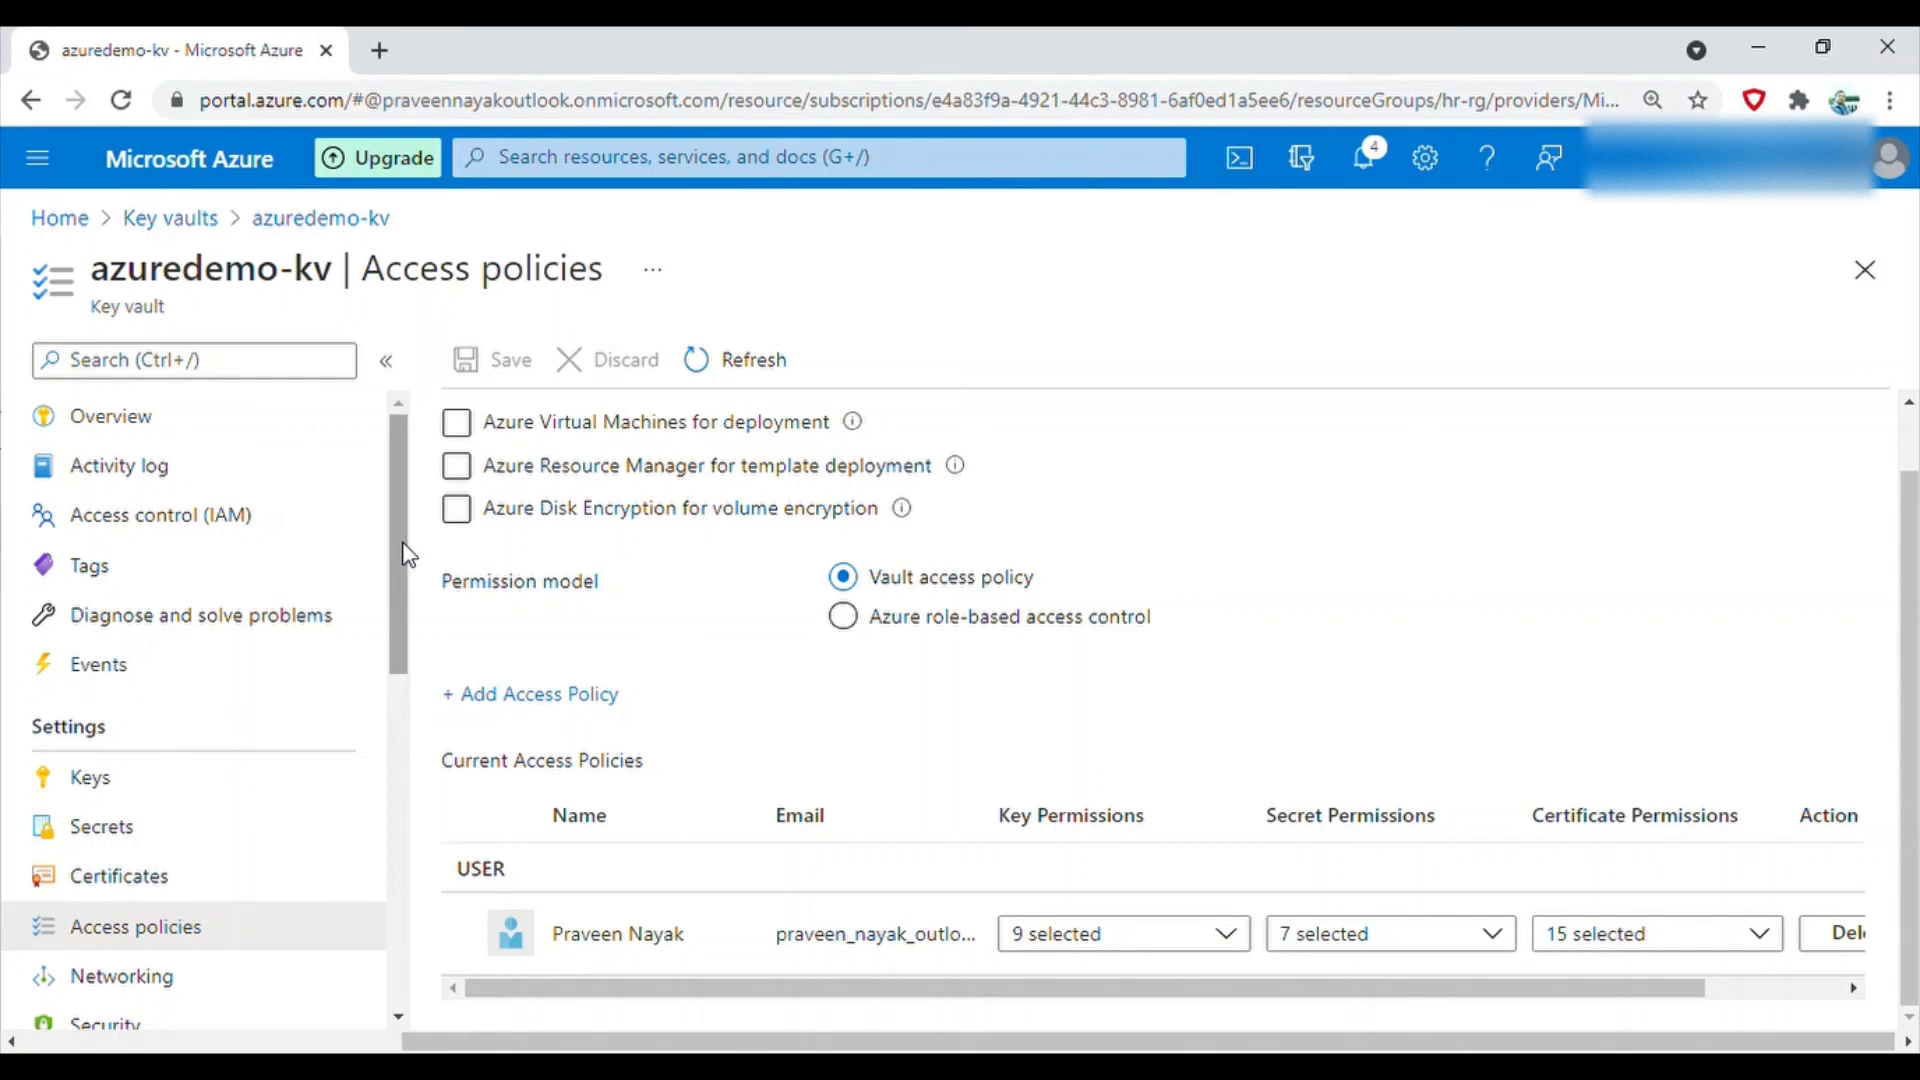 azuredemo-kv - Microsoft Azure
portal.azure.com/#@praveennayakoutlook.onmicrosoft.com/resource/subscriptions/e4a83f9a-4921-44c3-8981-6af0ed1a5ee6/resourceGroups/hr-rg/providers/Mi...
Microsoft Azure
Upgrade
Search resources, services, and docs (G+/)
4
Home > Key vaults > azuredemo-kv
azuredemo-kv | Access policies ...
Key vault
Search (Ctrl+/)
«
Save
Discard
Refresh
Overview
Activity log
Access control (IAM)
Tags
Diagnose and solve problems
Events
Settings
Keys
Secrets
Certificates
Access policies
Networking
Security
Azure Virtual Machines for deployment
Azure Resource Manager for template deployment
Azure Disk Encryption for volume encryption
Permission model
Vault access policy
Azure role-based access control
+ Add Access Policy
Current Access Policies
Name Email Key Permissions Secret Permissions Certificate Permissions Action
USER
Praveen Nayak praveen_nayak_outlo... 9 selected 7 selected 15 selected Dele